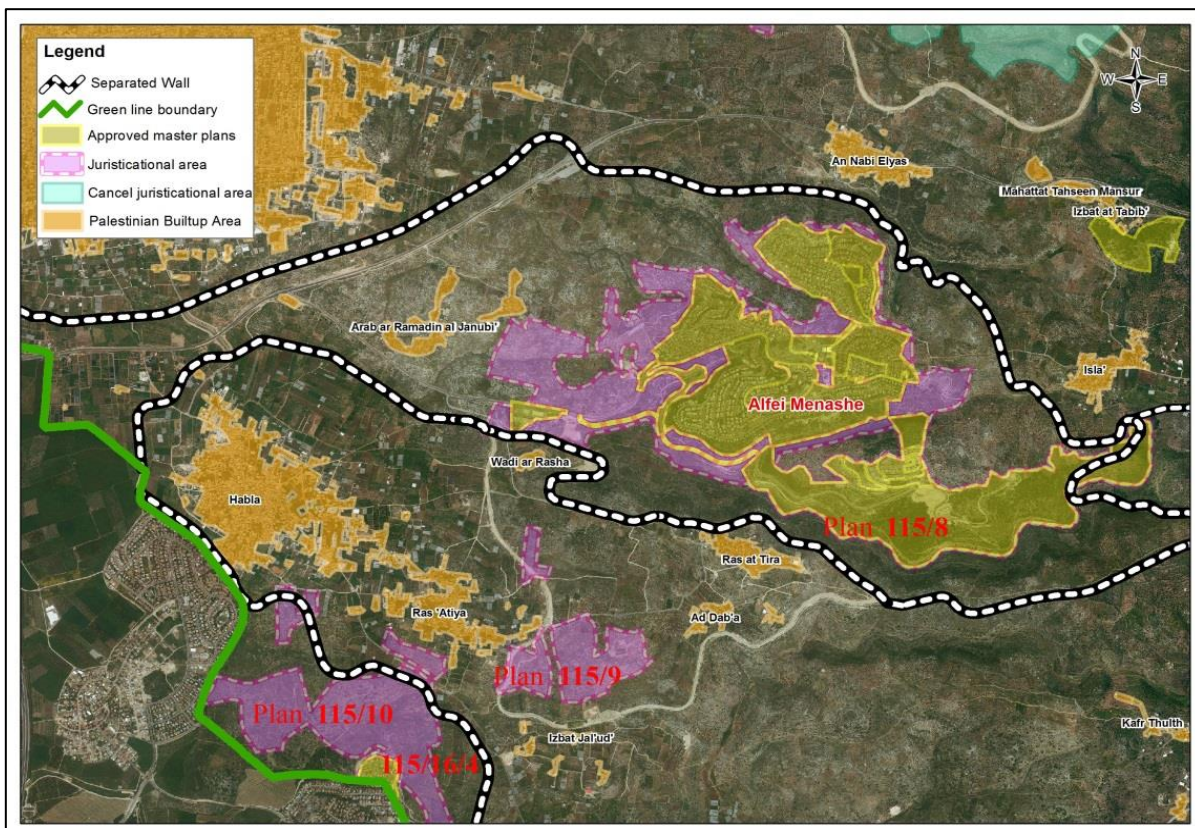 Legend
Separated Wall
Green line boundary
Approved master plans
Juristicational area
Cancel juristicational area
Palestinian Builtup Area
N
W E
S
An Nabi Elyas
Mahattat Tahseen Mansur
Izbat at Tabib'
Arab ar Ramadin al Janubi'
Isla'
Alfei Menashe
Wadi ar Rasha
Habla
Plan 115/8
Ras at Tira
Ras 'Atiya
Ad Dab'a
Plan 115/9
Plan 115/10
Kafr Thulth
Izbat Jal'ud'
115/16/4